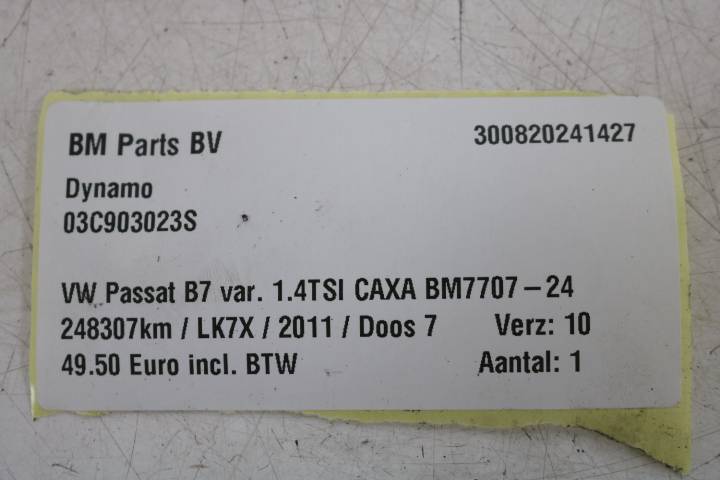 BM Parts BV 300820241427
Dynamo
03C903023S
VW Passat B7 var. 1.4TSI CAXA BM7707-24
248307km / LK7X / 2011 / Doos 7 Verz: 10
49.50 Euro incl. BTW Aantal: 1